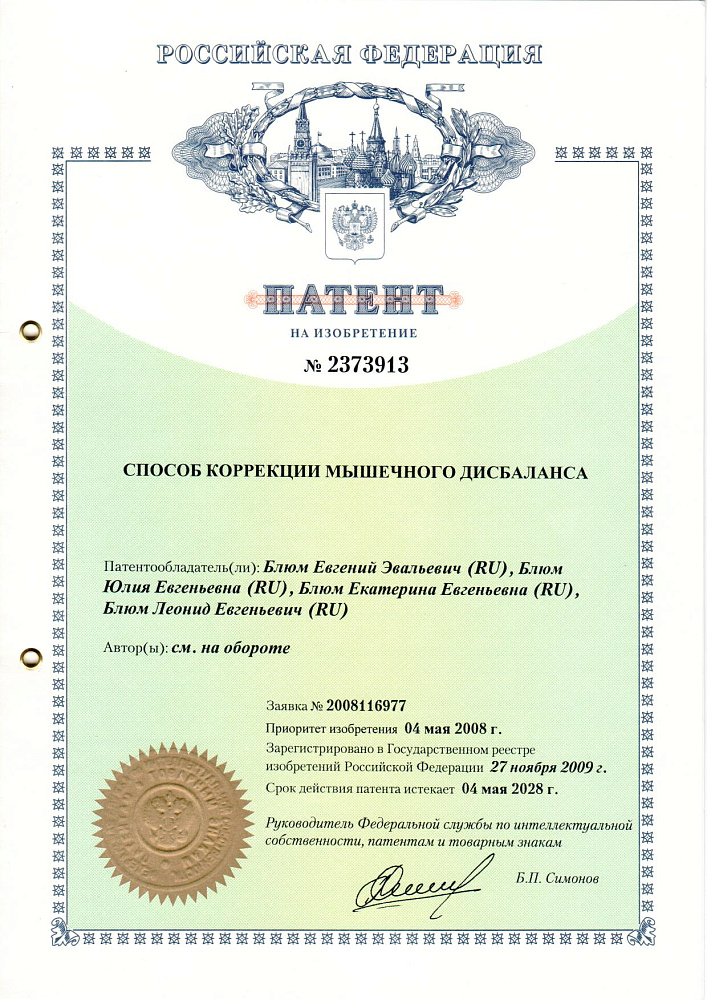 РОССИЙСКАЯ ФЕДЕРАЦИЯ
ПАТЕНТ
НА ИЗОБРЕТЕНИЕ
№ 2373913
СПОСОБ КОРРЕКЦИИ МЫШЕЧНОГО ДИСБАЛАНСА
Патентообладатель(ли): Блюм Евгений Эвальевич (RU), Блюм
Юлия Евгеньевна (RU), Блюм Екатерина Евгеньевна (RU),
Блюм Леонид Евгеньевич (RU)
Автор(ы): см. на обороте
Заявка № 2008116977
Приоритет изобретения 04 мая 2008 г.
Зарегистрировано в Государственном реестре
изобретений Российской Федерации 27 ноября 2009 г.
Срок действия патента истекает 04 мая 2028 г.
Руководитель Федеральной службы по интеллектуальной
собственности, патентам и товарным знакам
Б.П. Симонов